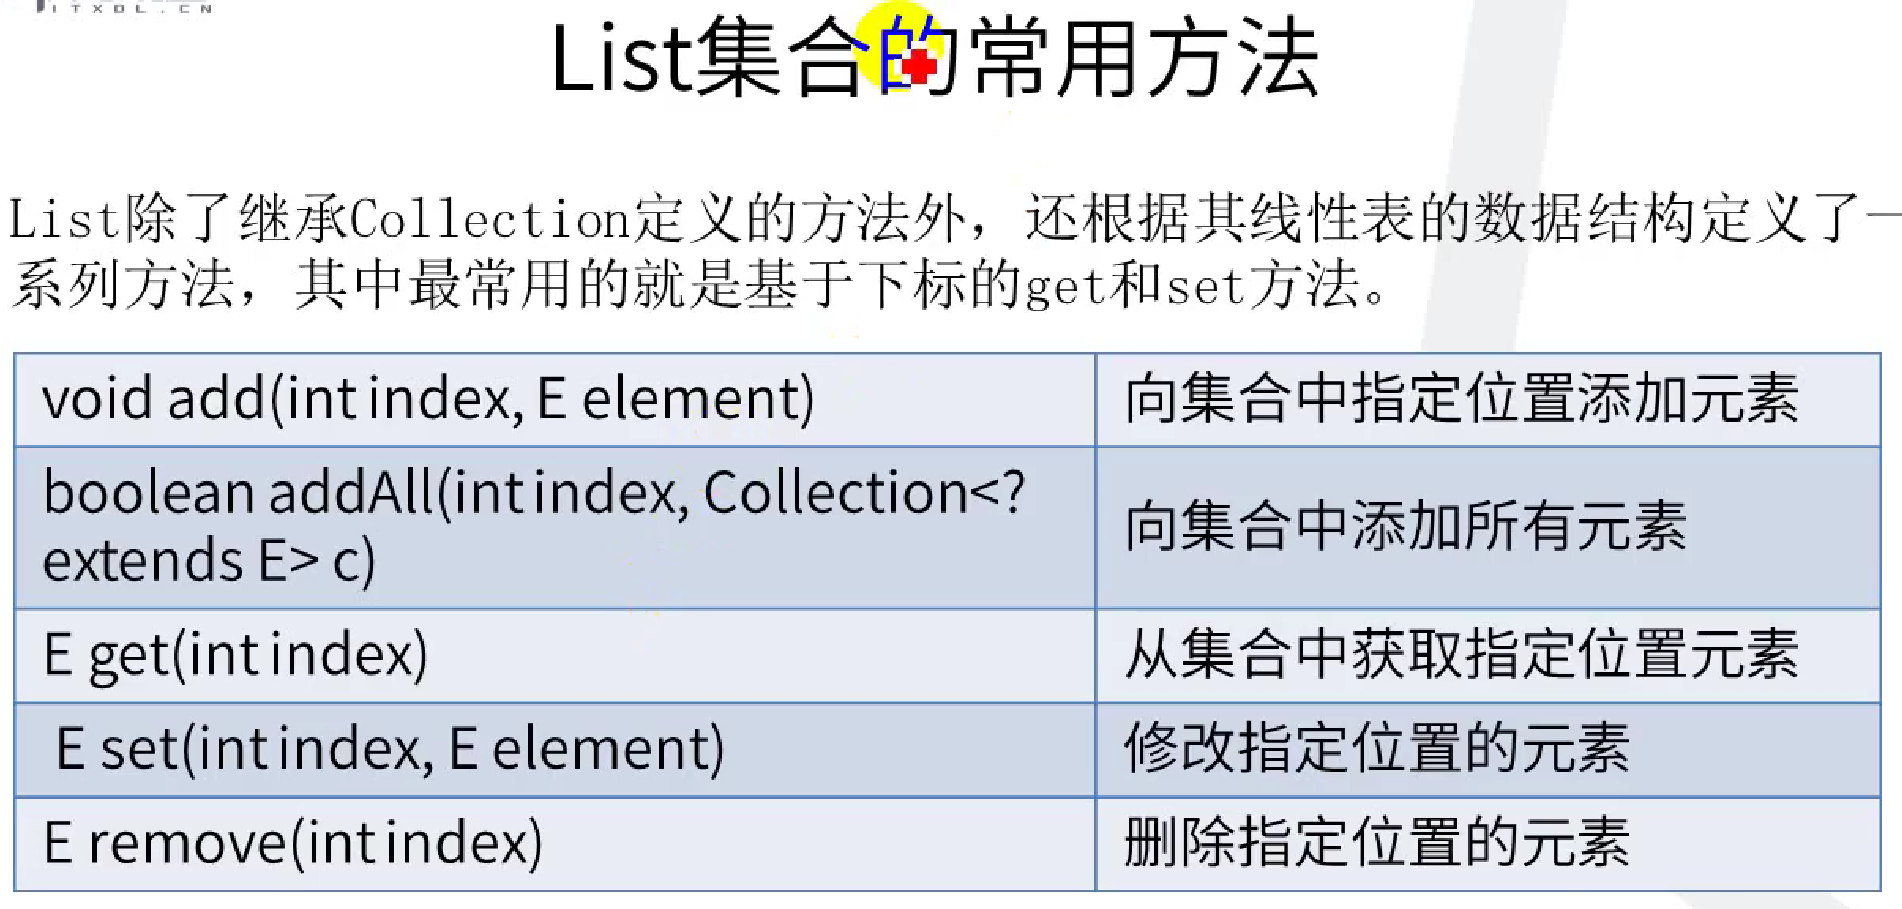 ITXDL.CN
List集合的常用方法
List除了继承Collection定义的方法外，还根据其线性表的数据结构定义了一
系列方法，其中最常用的就是基于下标的get和set方法。
void add(int index, E element)
向集合中指定位置添加元素
boolean addAll(int index, Collection<?
extends E> c)
向集合中添加所有元素
E get(int index)
从集合中获取指定位置元素
E set(int index, E element)
修改指定位置的元素
E remove(int index)
删除指定位置的元素